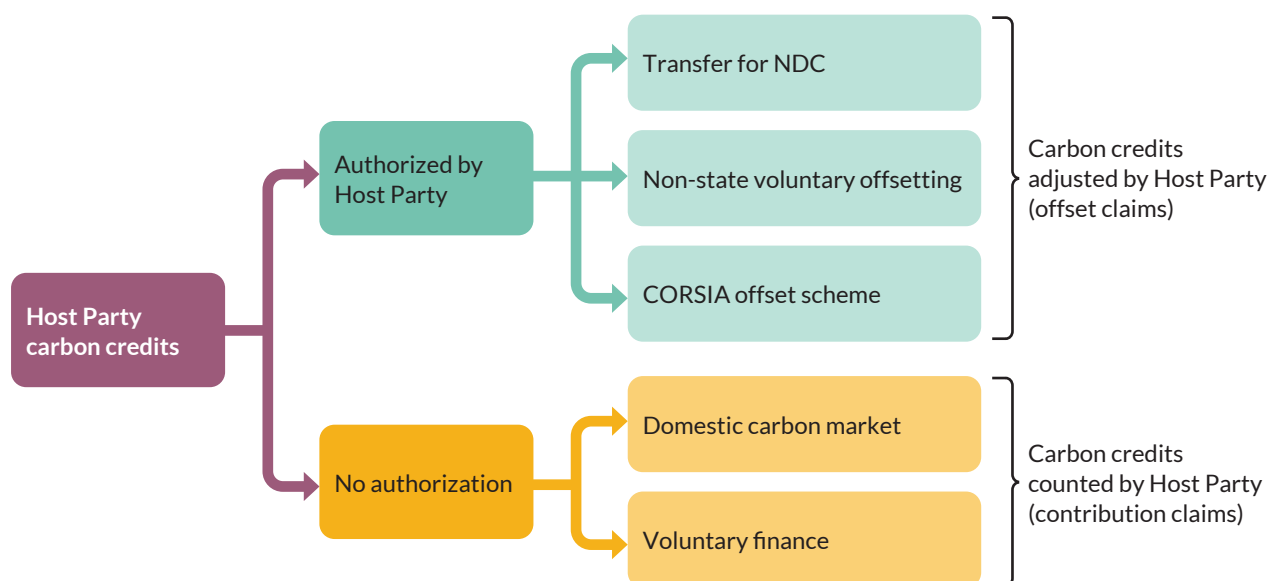 Host Party
carbon credits
Authorized by
Host Party
Transfer for NDC
Non-state voluntary offsetting
CORSIA offset scheme
Carbon credits
adjusted by Host Party
(offset claims)
No authorization
Domestic carbon market
Voluntary finance
Carbon credits
counted by Host Party
(contribution claims)